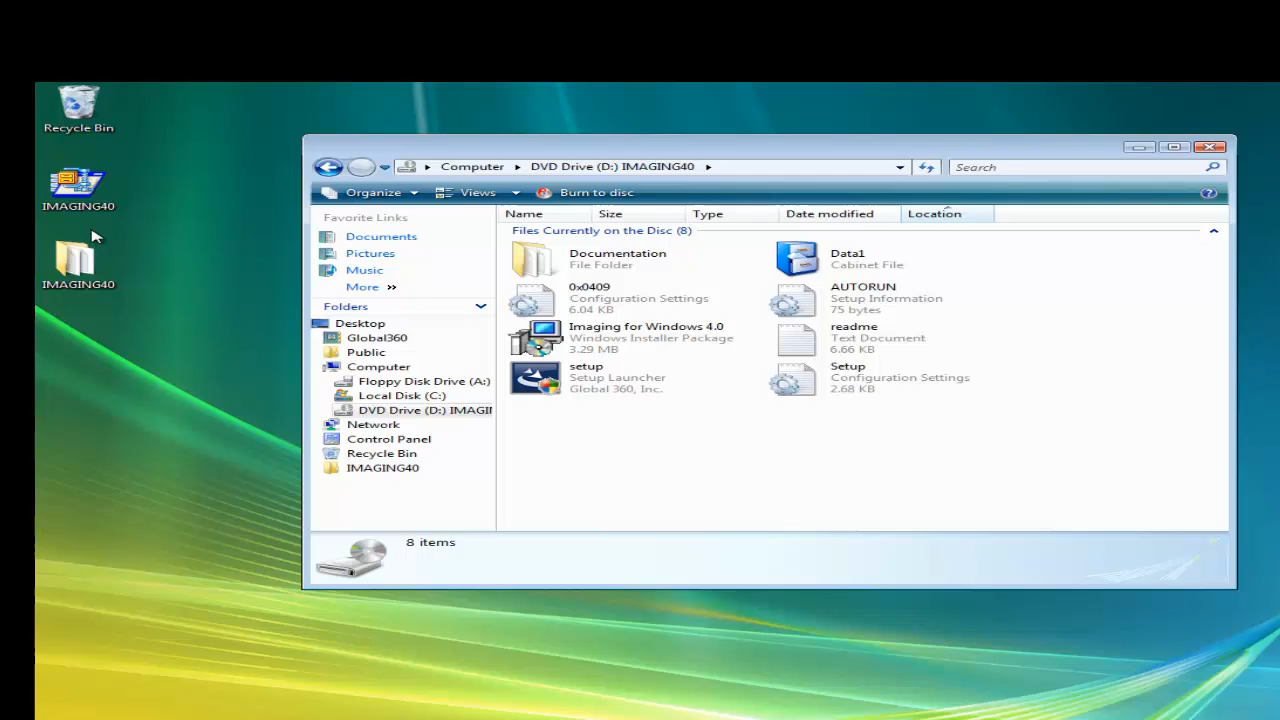 Recycle Bin
IMAGING40
IMAGING40
Computer DVD Drive (D:) IMAGING40
Search
Organize Views Burn to disc
Favorite Links
Documents
Pictures
Music
More »
Folders
Desktop
Global360
Public
Computer
Floppy Disk Drive (A:)
Local Disk (C:)
DVD Drive (D:) IMAGI
Network
Control Panel
Recycle Bin
IMAGING40
Name Size Type Date modified Location
Files Currently on the Disc (8)
Documentation
File Folder
Data1
Cabinet File
0x0409
Configuration Settings
6.04 KB
AUTORUN
Setup Information
75 bytes
Imaging for Windows 4.0
Windows Installer Package
3.29 MB
readme
Text Document
6.66 KB
setup
Setup Launcher
Global 360, Inc.
Setup
Configuration Settings
2.68 KB
8 items